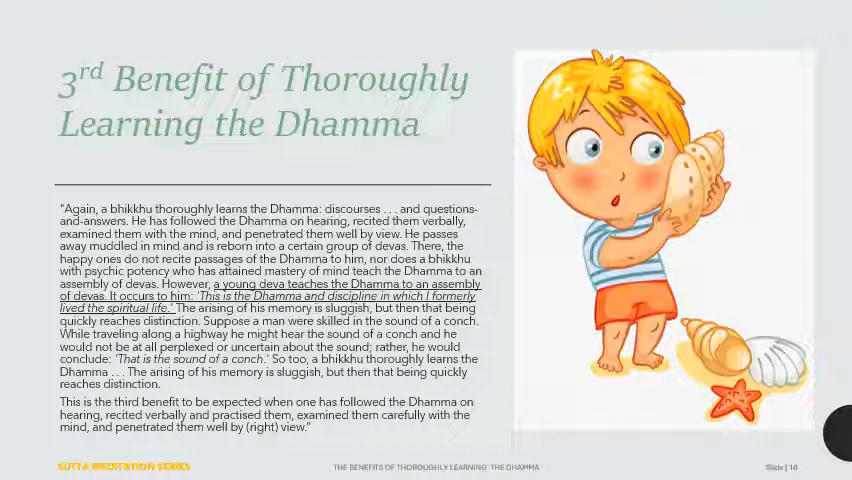 3rd Benefit of Thoroughly
Learning the Dhamma
“Again, a bhikkhu thoroughly learns the Dhamma: discourses . . . and questions-
and-answers. He has followed the Dhamma on hearing, recited them verbally,
examined them with the mind, and penetrated them well by view. He passes
away muddled in mind and is reborn into a certain group of devas. There, the
happy ones do not recite passages of the Dhamma to him, nor does a bhikkhu
with psychic potency who has attained mastery of mind teach the Dhamma to an
assembly of devas. However, a young deva teaches the Dhamma to an assembly
of devas. It occurs to him: ‘This is the Dhamma and discipline in which I formerly
lived the spiritual life.’ The arising of his memory is sluggish, but then that being
quickly reaches distinction. Suppose a man were skilled in the sound of a conch.
While traveling along a highway he might hear the sound of a conch and he
would not be at all perplexed or uncertain about the sound; rather, he would
conclude: ‘That is the sound of a conch.’ So too, a bhikkhu thoroughly learns the
Dhamma . . . The arising of his memory is sluggish, but then that being quickly
reaches distinction.
This is the third benefit to be expected when one has followed the Dhamma on
hearing, recited verbally and practised them, examined them carefully with the
mind, and penetrated them well by (right) view.”
SUTTA MEDITATION SERIES
THE BENEFITS OF THOROUGHLY LEARNING THE DHAMMA
Slide | 16